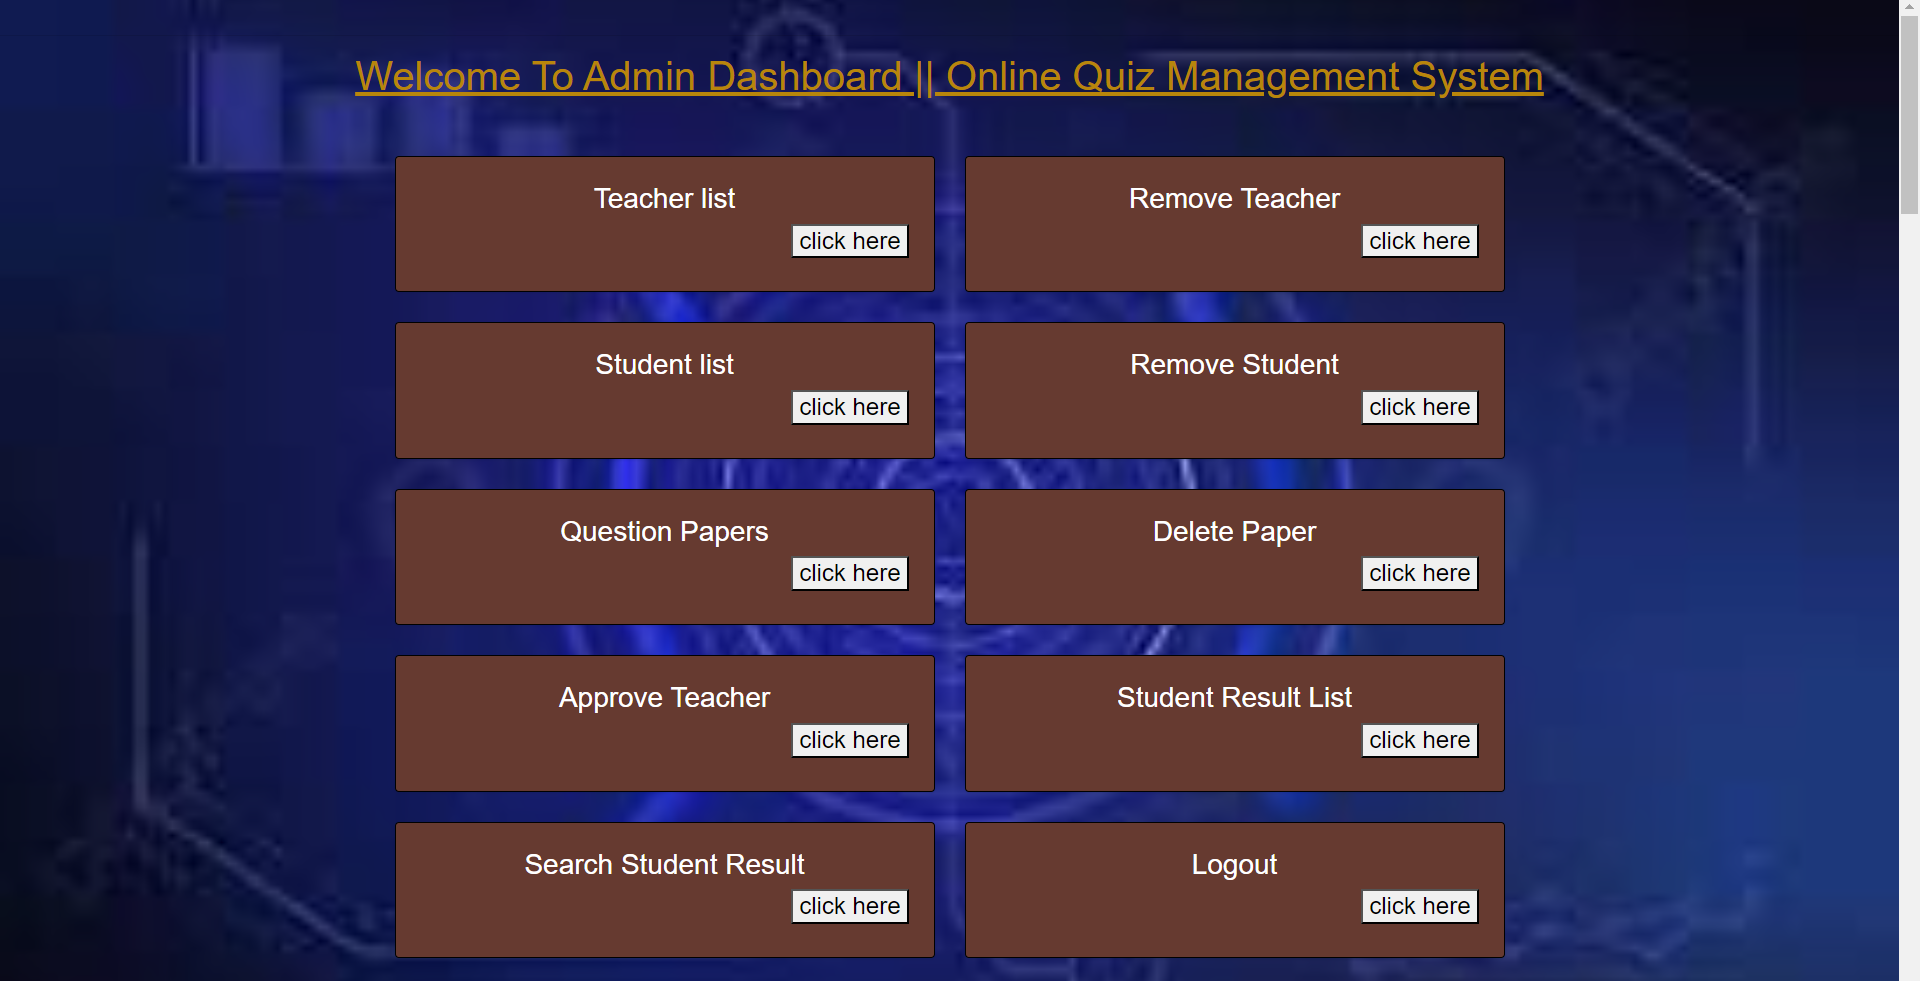 Welcome To Admin Dashboard || Online Quiz Management System
Teacher list
click here
Remove Teacher
click here
Student list
click here
Remove Student
click here
Question Papers
click here
Delete Paper
click here
Approve Teacher
click here
Student Result List
click here
Search Student Result
click here
Logout
click here